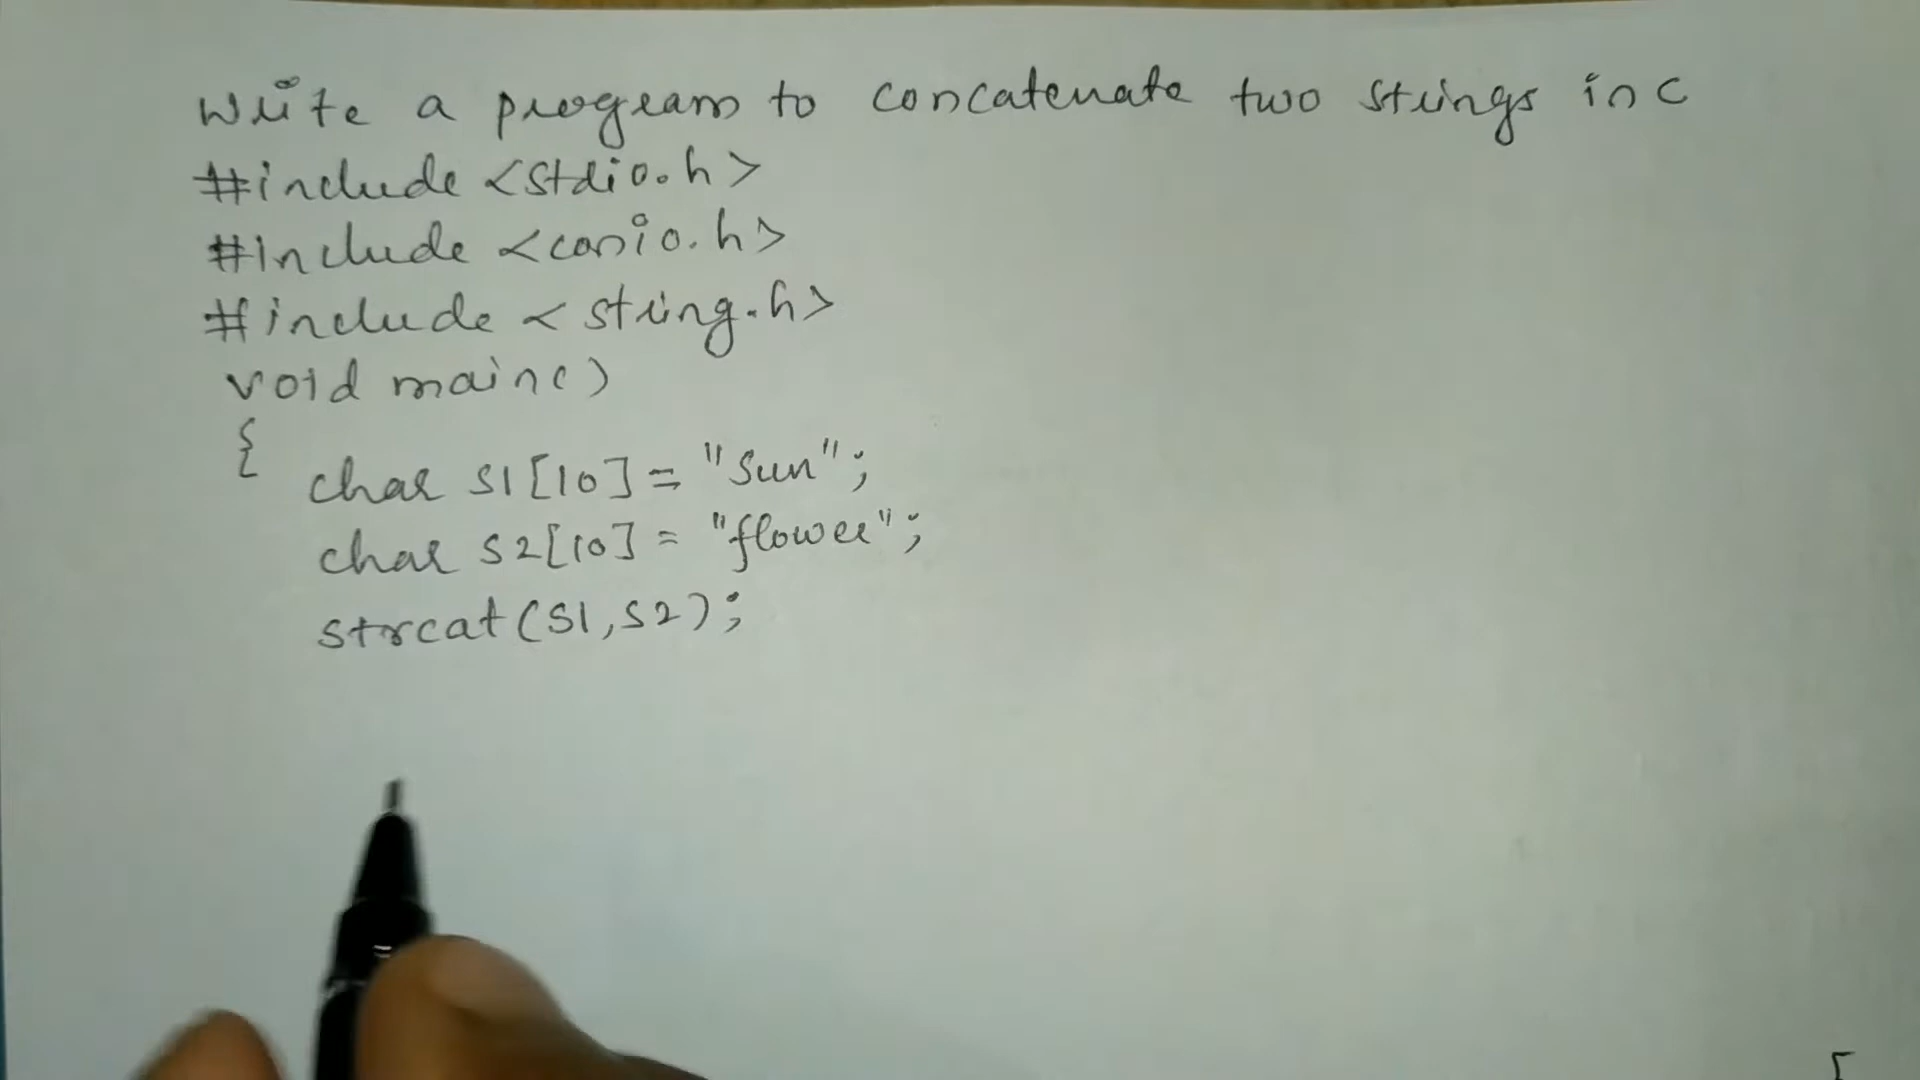 Write a program to concatenate two strings in c
#include <stdio.h>
#include <conio.h>
#include < string.h>
void main()
{
char s1[10] = "sun";
char s2[10] = "flower";
strcat(s1,s2);